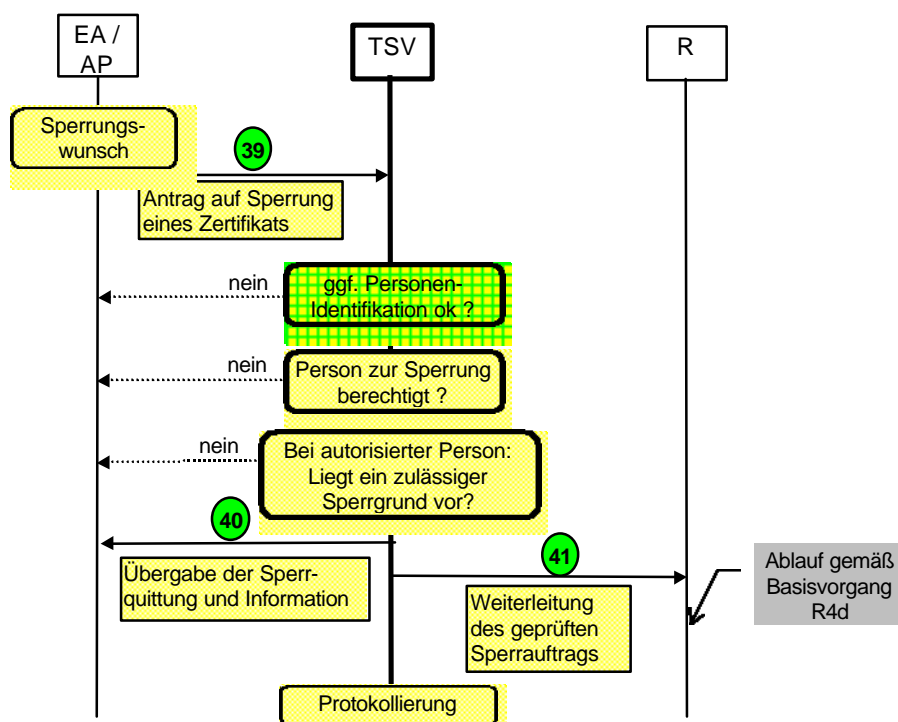 EA /
AP
TSV
R
Sperrungs-
wunsch
39
Antrag auf Sperrung
eines Zertifikats
nein
ggf. Personen-
Identifikation ok ?
nein
Person zur Sperrung
berechtigt ?
nein
Bei autorisierter Person:
Liegt ein zulässiger
Sperrgrund vor?
40
Übergabe der Sperr-
quittung und Information
41
Weiterleitung
des geprüften
Sperrauftrags
Ablauf gemäß
Basisvorgang
R4d
Protokollierung